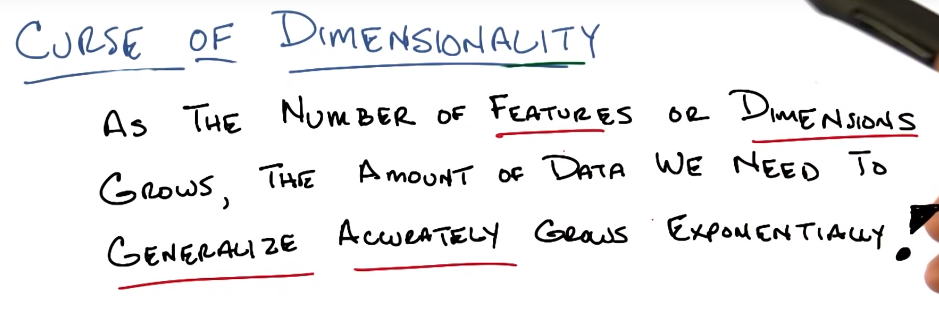 CURSE OF DIMENSIONALITY
AS THE NUMBER OF FEATURES OR DIMENSIONS
GROWS, THE AMOUNT OF DATA WE NEED TO
GENERALIZE ACCURATELY GROWS EXPONENTIALLY!